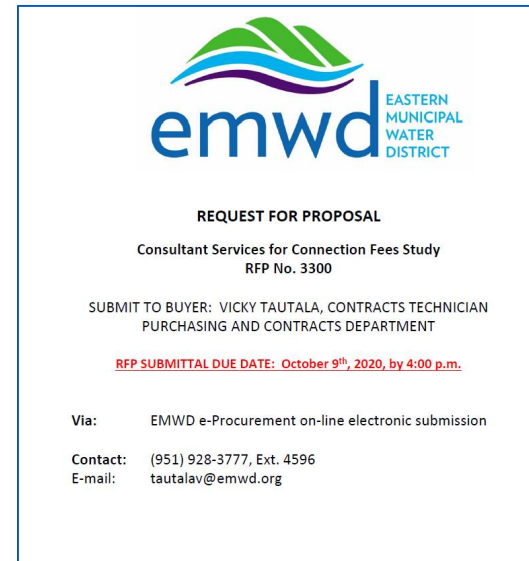 emwd
EASTERN
MUNICIPAL
WATER
DISTRICT
REQUEST FOR PROPOSAL
Consultant Services for Connection Fees Study
RFP No. 3300
SUBMIT TO BUYER: VICKY TAUTALA, CONTRACTS TECHNICIAN
PURCHASING AND CONTRACTS DEPARTMENT
RFP SUBMITTAL DUE DATE: October 9th, 2020, by 4:00 p.m.
Via: EMWD e-Procurement on-line electronic submission
Contact: (951) 928-3777, Ext. 4596
E-mail: tautalav@emwd.org